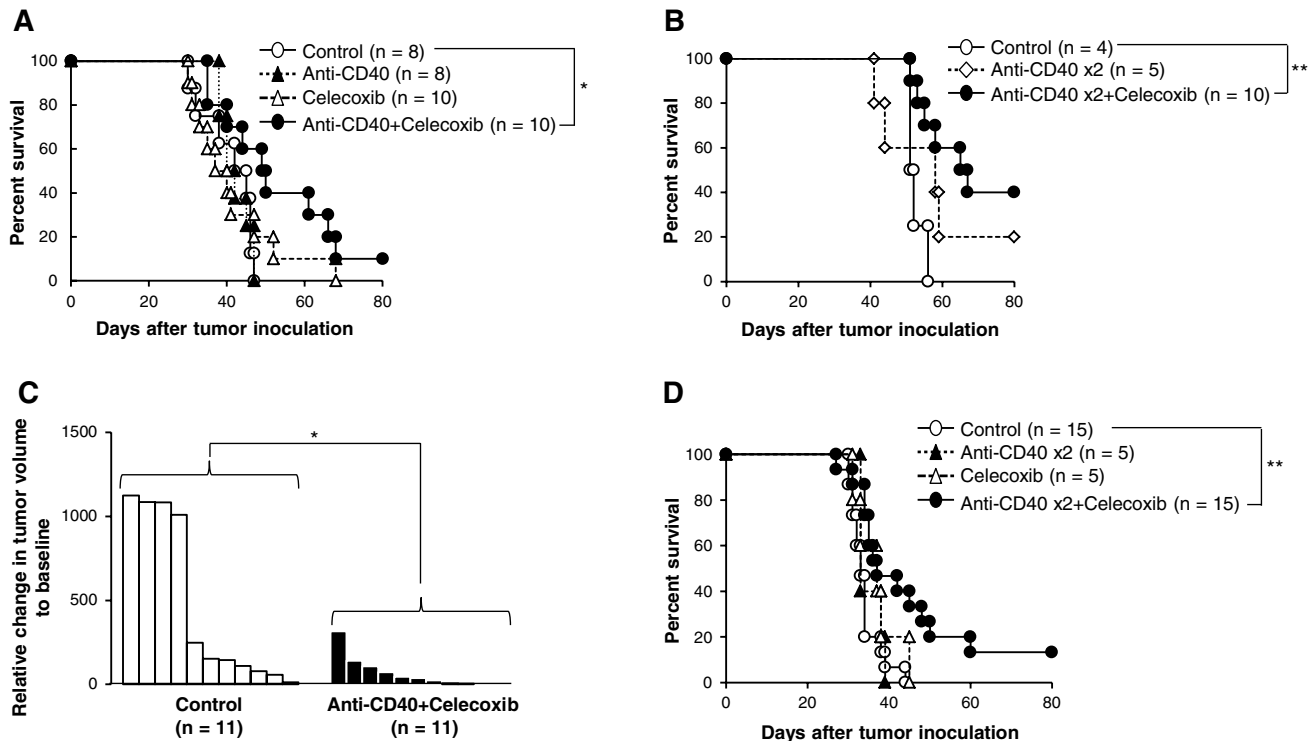 A
Control (n = 8)
Anti-CD40 (n = 8)
Celecoxib (n = 10)
Anti-CD40+Celecoxib (n = 10)
*
Percent survival
100
80
60
40
20
0
0 20 40 60 80
Days after tumor inoculation
B
Control (n = 4)
Anti-CD40 x2 (n = 5)
Anti-CD40 x2+Celecoxib (n = 10)
**
Percent survival
100
80
60
40
20
0
0 20 40 60 80
Days after tumor inoculation
C
Relative change in tumor volume
to baseline
1500
1000
500
0
*
Control Anti-CD40+Celecoxib
(n = 11) (n = 11)
D
Control (n = 15)
Anti-CD40 x2 (n = 5)
Celecoxib (n = 5)
Anti-CD40 x2+Celecoxib (n = 15)
**
Percent survival
100
80
60
40
20
0
0 20 40 60 80
Days after tumor inoculation